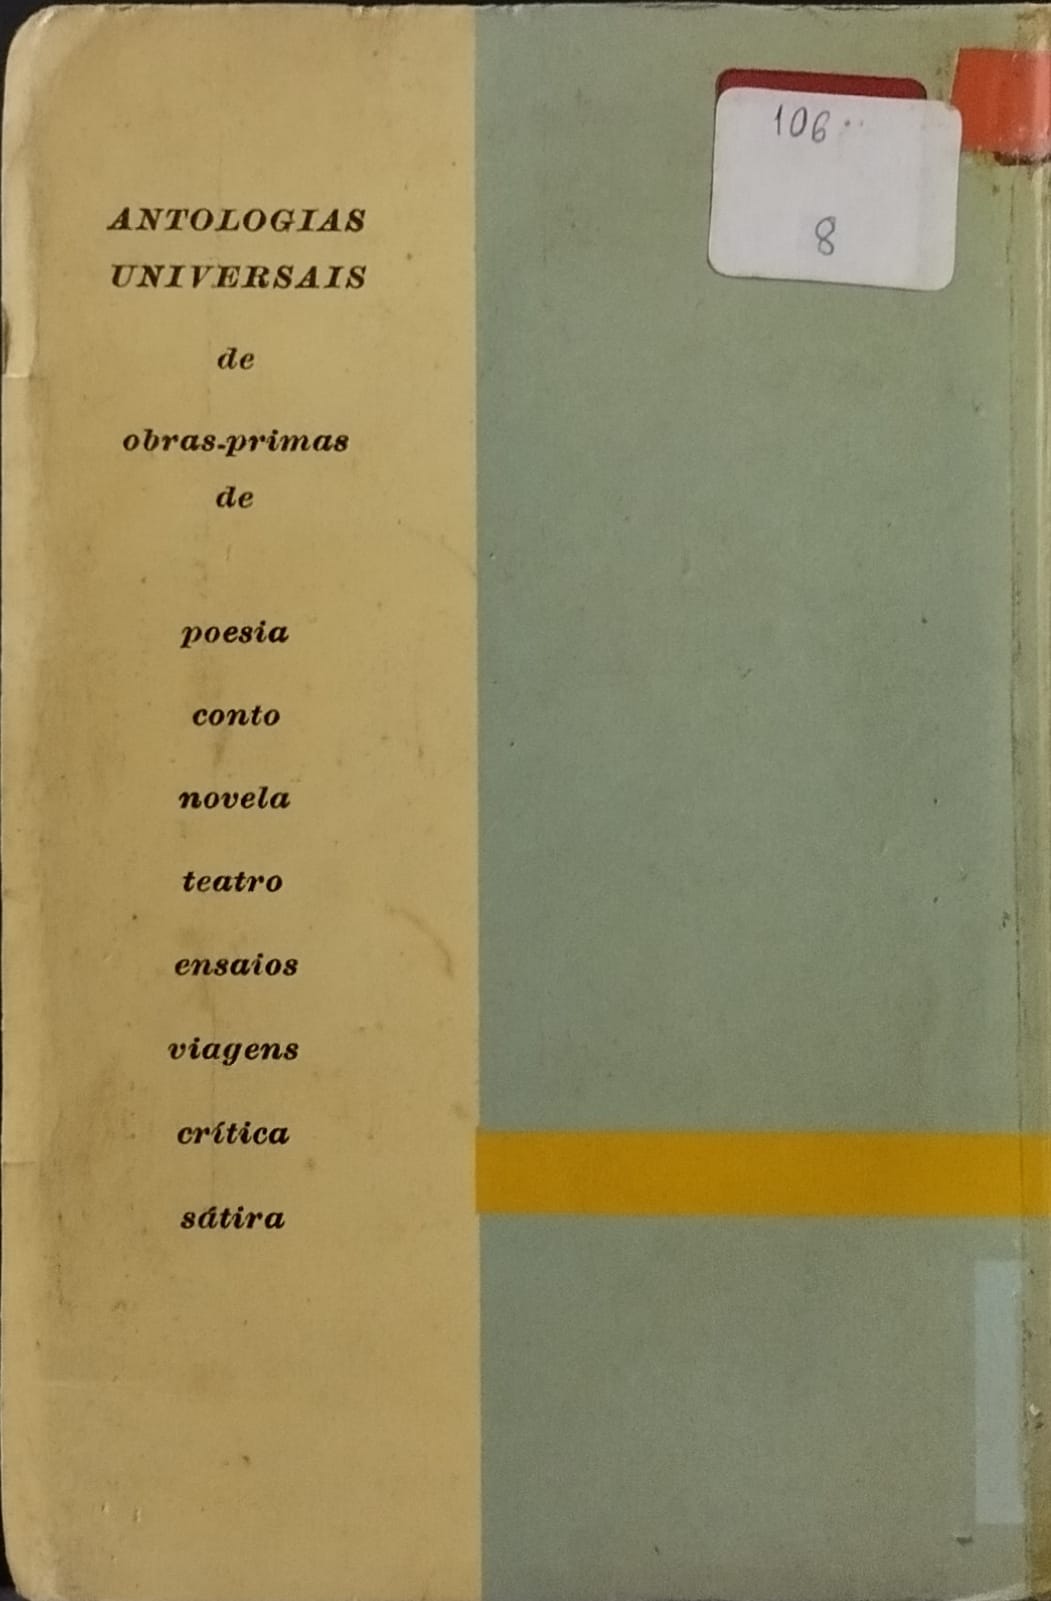 ANTOLOGIAS
UNIVERSAIS
de
obras-primas
de
poesia
conto
novela
teatro
ensaios
viagens
crítica
sátira
106
8